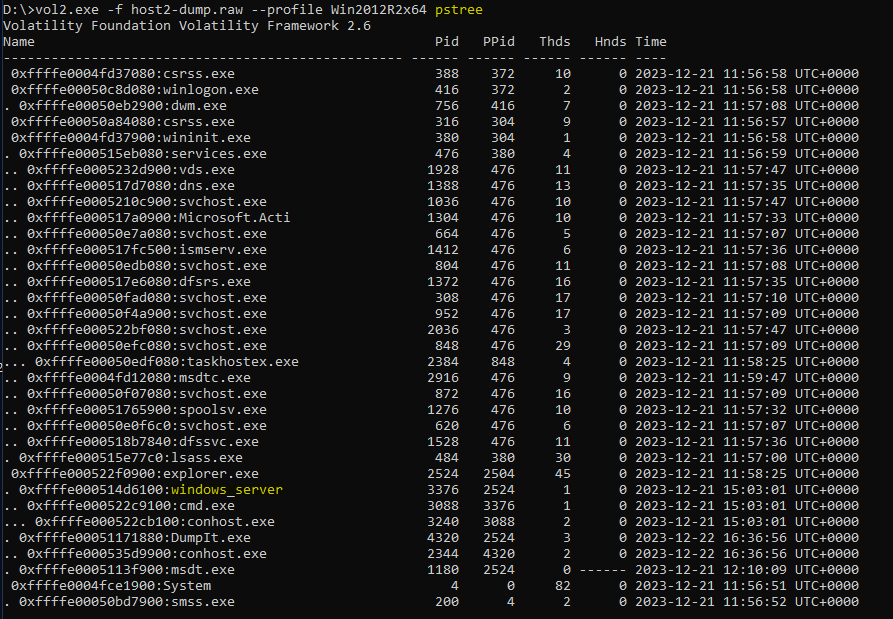 D:\>vol2.exe -f host2-dump.raw --profile Win2012R2x64 pstree
Volatility Foundation Volatility Framework 2.6
Name                                                  Pid   PPid   Thds   Hnds Time
-------------------------------------------------- ------ ------ ------ ------ ----
 0xffffe0004fd37080:csrss.exe                         388    372     10      0 2023-12-21 11:56:58 UTC+0000
 0xffffe00050c8d080:winlogon.exe                      416    372      2      0 2023-12-21 11:56:58 UTC+0000
. 0xffffe00050eb2900:dwm.exe                          756    416      7      0 2023-12-21 11:57:08 UTC+0000
 0xffffe00050a84080:csrss.exe                         316    304      9      0 2023-12-21 11:56:57 UTC+0000
 0xffffe0004fd37900:wininit.exe                       380    304      1      0 2023-12-21 11:56:58 UTC+0000
. 0xffffe000515eb080:services.exe                     476    380      4      0 2023-12-21 11:56:59 UTC+0000
.. 0xffffe0005232d900:vds.exe                        1928    476     11      0 2023-12-21 11:57:47 UTC+0000
.. 0xffffe000517d7080:dns.exe                        1388    476     13      0 2023-12-21 11:57:35 UTC+0000
.. 0xffffe0005210c900:svchost.exe                    1036    476     10      0 2023-12-21 11:57:47 UTC+0000
.. 0xffffe000517a0900:Microsoft.Acti                 1304    476     10      0 2023-12-21 11:57:33 UTC+0000
.. 0xffffe00050e7a080:svchost.exe                     664    476      5      0 2023-12-21 11:57:07 UTC+0000
.. 0xffffe000517fc500:ismserv.exe                    1412    476      6      0 2023-12-21 11:57:36 UTC+0000
.. 0xffffe00050edb080:svchost.exe                     804    476     11      0 2023-12-21 11:57:08 UTC+0000
.. 0xffffe000517e6080:dfsrs.exe                      1372    476     16      0 2023-12-21 11:57:35 UTC+0000
.. 0xffffe00050fad080:svchost.exe                     308    476     17      0 2023-12-21 11:57:10 UTC+0000
.. 0xffffe00050f4a900:svchost.exe                     952    476     17      0 2023-12-21 11:57:09 UTC+0000
.. 0xffffe000522bf080:svchost.exe                    2036    476      3      0 2023-12-21 11:57:47 UTC+0000
.. 0xffffe00050efc080:svchost.exe                     848    476     29      0 2023-12-21 11:57:09 UTC+0000
... 0xffffe00050edf080:taskhostex.exe                2384    848      4      0 2023-12-21 11:58:25 UTC+0000
.. 0xffffe0004fd12080:msdtc.exe                      2916    476      9      0 2023-12-21 11:59:47 UTC+0000
.. 0xffffe00050f07080:svchost.exe                     872    476     16      0 2023-12-21 11:57:09 UTC+0000
.. 0xffffe00051765900:spoolsv.exe                    1276    476     10      0 2023-12-21 11:57:32 UTC+0000
.. 0xffffe00050e0f6c0:svchost.exe                     620    476      6      0 2023-12-21 11:57:07 UTC+0000
.. 0xffffe000518b7840:dfssvc.exe                     1528    476     11      0 2023-12-21 11:57:36 UTC+0000
. 0xffffe000515e77c0:lsass.exe                        484    380     30      0 2023-12-21 11:57:00 UTC+0000
 0xffffe000522f0900:explorer.exe                     2524   2504     45      0 2023-12-21 11:58:25 UTC+0000
. 0xffffe000514d6100:windows_server                  3376   2524      1      0 2023-12-21 15:03:01 UTC+0000
.. 0xffffe000522c9100:cmd.exe                        3088   3376      1      0 2023-12-21 15:03:01 UTC+0000
... 0xffffe000522cb100:conhost.exe                   3240   3088      2      0 2023-12-21 15:03:01 UTC+0000
. 0xffffe00051171880:DumpIt.exe                      4320   2524      3      0 2023-12-22 16:36:56 UTC+0000
.. 0xffffe000535d9900:conhost.exe                    2344   4320      2      0 2023-12-22 16:36:56 UTC+0000
. 0xffffe0005113f900:msdt.exe                        1180   2524      0 ------ 2023-12-21 12:10:09 UTC+0000
 0xffffe0004fce1900:System                              4      0     82      0 2023-12-21 11:56:51 UTC+0000
. 0xffffe00050bd7900:smss.exe                         200      4      2      0 2023-12-21 11:56:52 UTC+0000